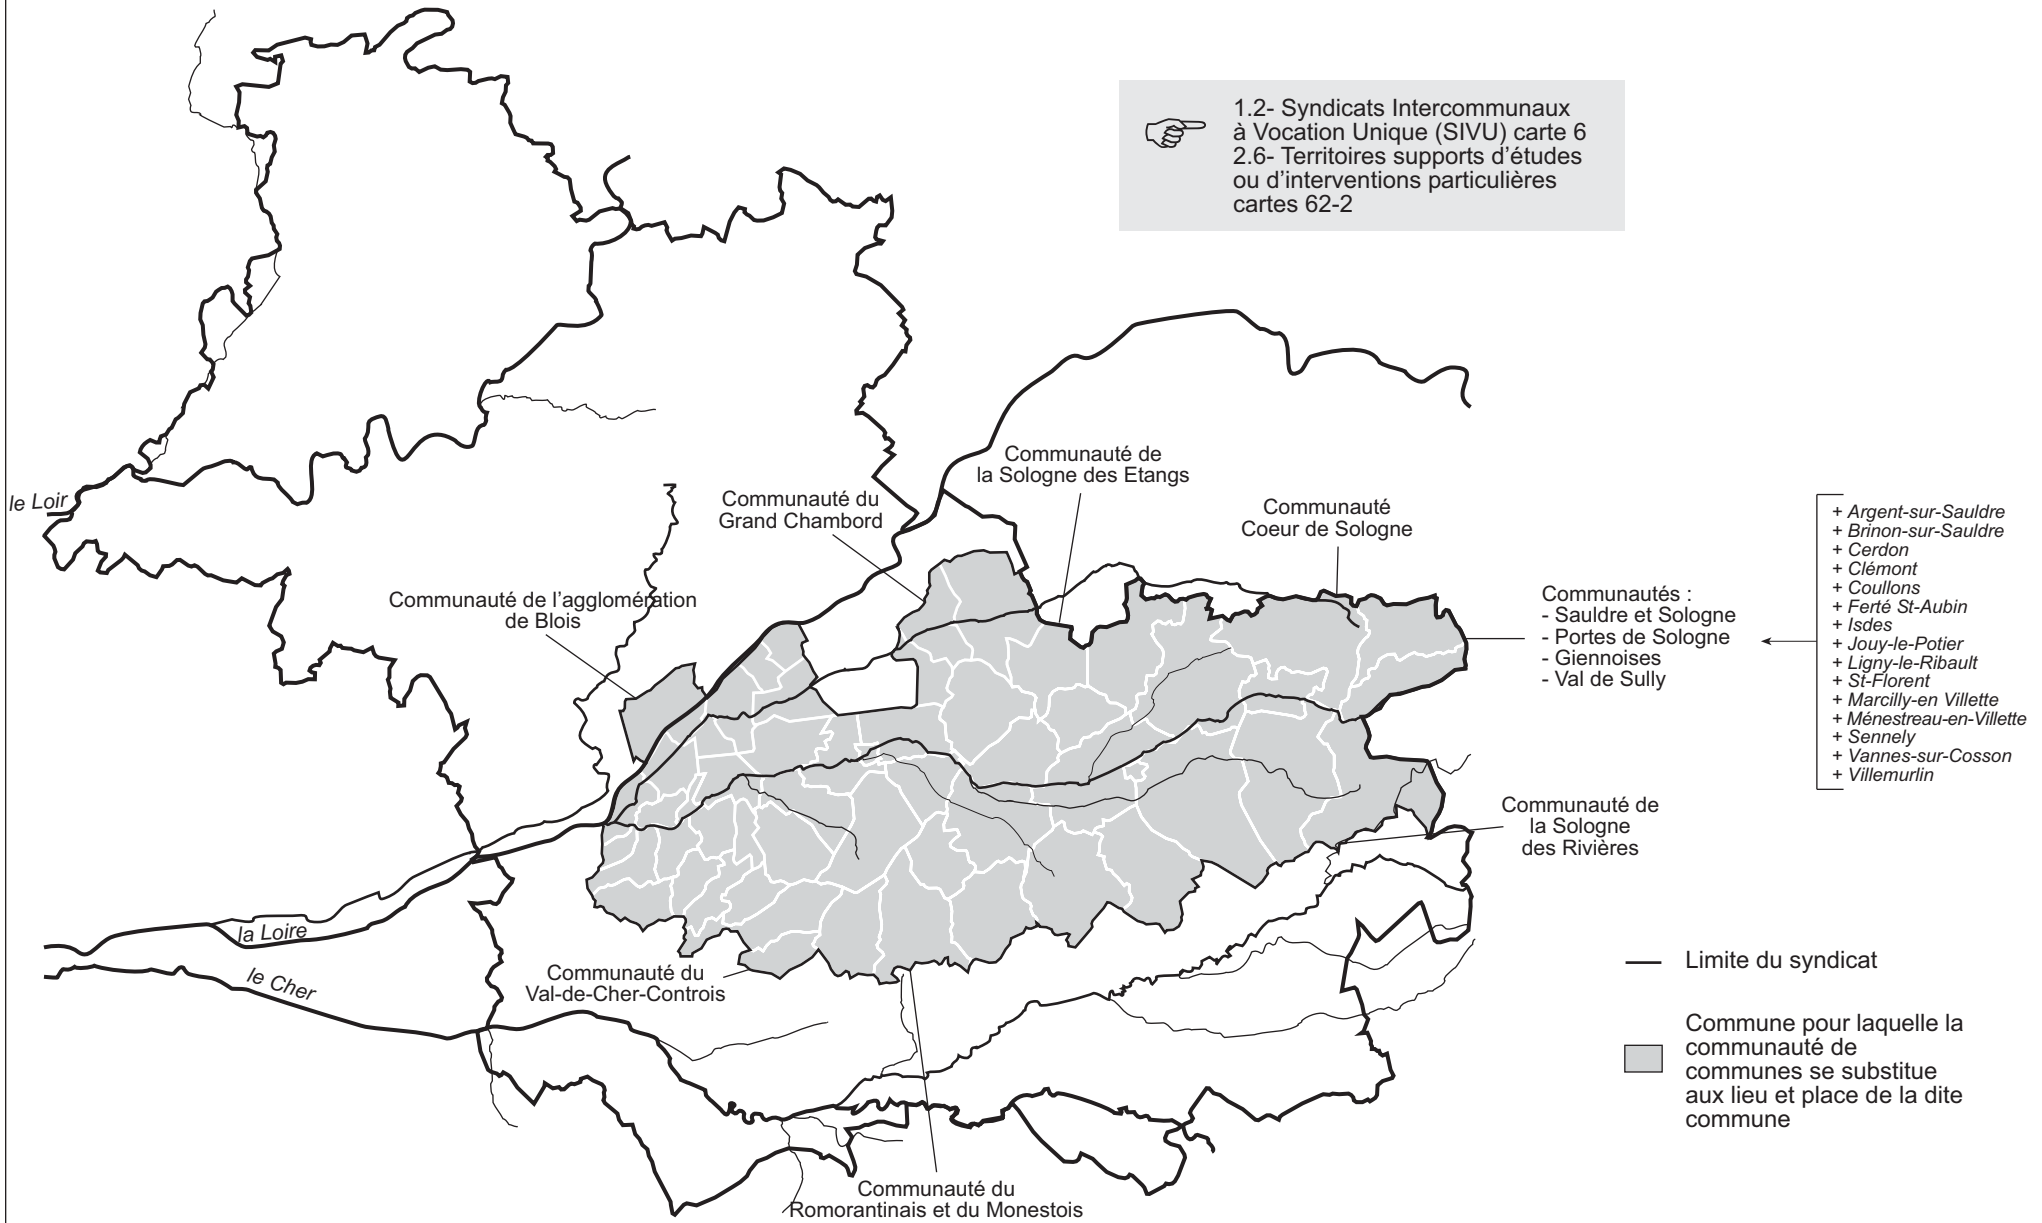 1.2- Syndicats Intercommunaux
à Vocation Unique (SIVU) carte 6
2.6- Territoires supports d'études
ou d'interventions particulières
cartes 62-2
Communauté de
la Sologne des Etangs
Communauté du
Grand Chambord
Communauté
Coeur de Sologne
le Loir
Communauté de l'agglomération
de Blois
Communautés :
- Sauldre et Sologne
- Portes de Sologne
- Giennoises
- Val de Sully
+ Argent-sur-Sauldre
+ Brinon-sur-Sauldre
+ Cerdon
+ Clémont
+ Coullons
+ Ferté St-Aubin
+ Isdes
+ Jouy-le-Potier
+ Ligny-le-Ribault
+ St-Florent
+ Marcilly-en Villette
+ Ménestreau-en-Villette
+ Sennely
+ Vannes-sur-Cosson
+ Villemurlin
Communauté de
la Sologne
des Rivières
la Loire
le Cher
Communauté du
Val-de-Cher-Controis
Limite du syndicat
Commune pour laquelle la
communauté de
communes se substitue
aux lieu et place de la dite
commune
Communauté du
Romorantinais et du Monestois